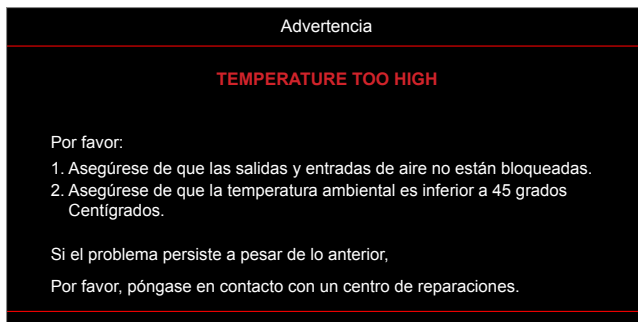 Advertencia
TEMPERATURE TOO HIGH
Por favor:
1. Asegúrese de que las salidas y entradas de aire no están bloqueadas.
2. Asegúrese de que la temperatura ambiental es inferior a 45 grados
Centígrados.
Si el problema persiste a pesar de lo anterior,
Por favor, póngase en contacto con un centro de reparaciones.